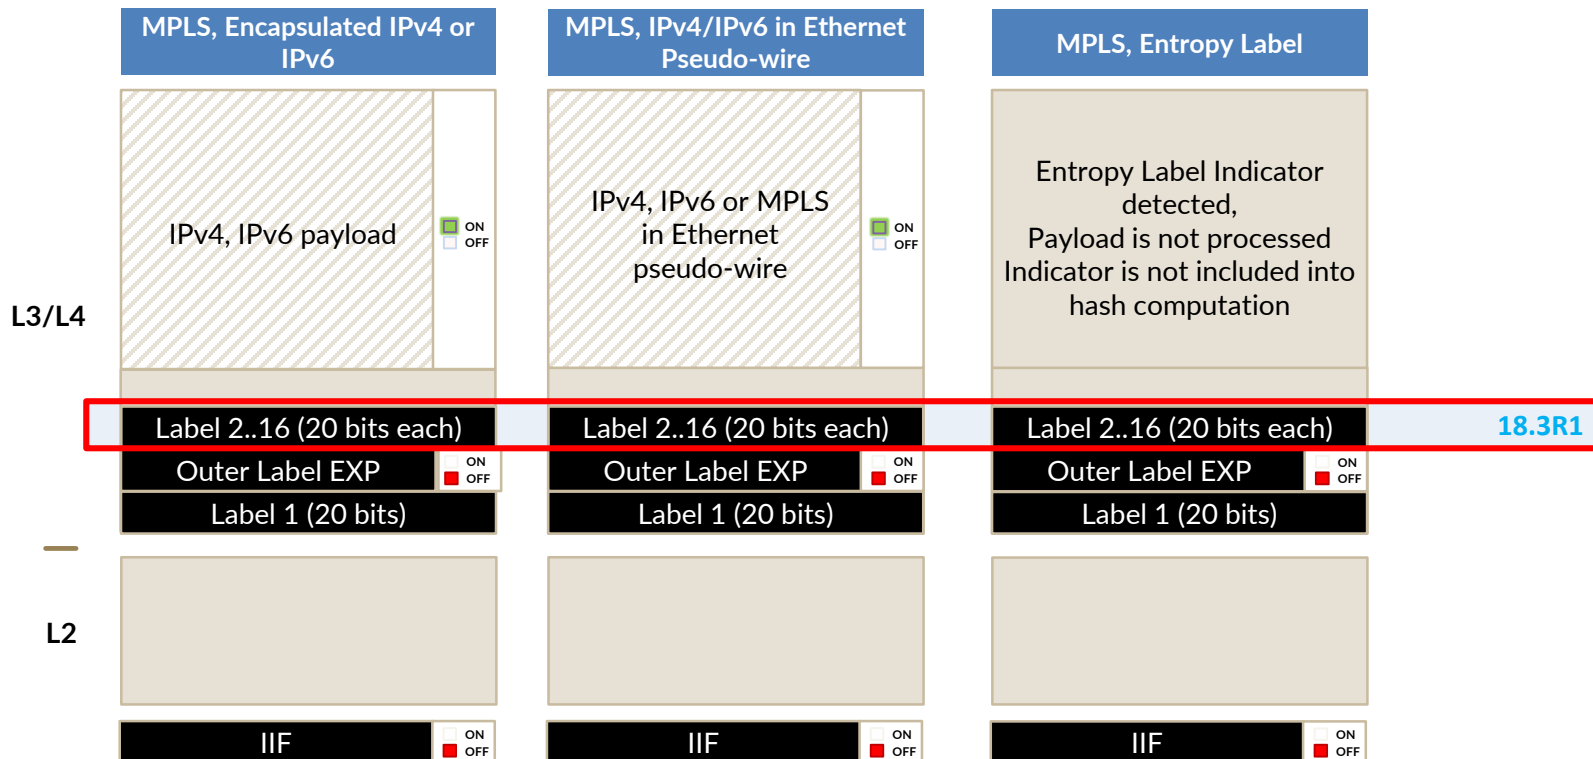 MPLS, Encapsulated IPv4 or
IPv6
MPLS, IPv4/IPv6 in Ethernet
Pseudo-wire
MPLS, Entropy Label
IPv4, IPv6 payload
ON
OFF
IPv4, IPv6 or MPLS
in Ethernet
pseudo-wire
ON
OFF
Entropy Label Indicator
detected,
Payload is not processed
Indicator is not included into
hash computation
L3/L4
Label 2..16 (20 bits each)
Label 2..16 (20 bits each)
Label 2..16 (20 bits each)
18.3R1
Outer Label EXP
ON
OFF
Outer Label EXP
ON
OFF
Outer Label EXP
ON
OFF
Label 1 (20 bits)
Label 1 (20 bits)
Label 1 (20 bits)
L2
IIF
ON
OFF
IIF
ON
OFF
IIF
ON
OFF